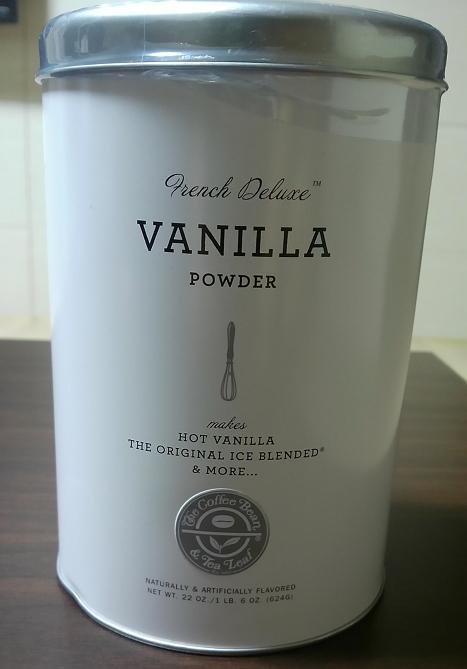 French Deluxe™
VANILLA
POWDER
makes
HOT VANILLA
THE ORIGINAL ICE BLENDED®
& MORE...
The Coffee Bean
& Tea Leaf®
NATURALLY & ARTIFICIALLY FLAVORED
NET WT. 22 OZ./1 LB. 6 OZ. (624G)